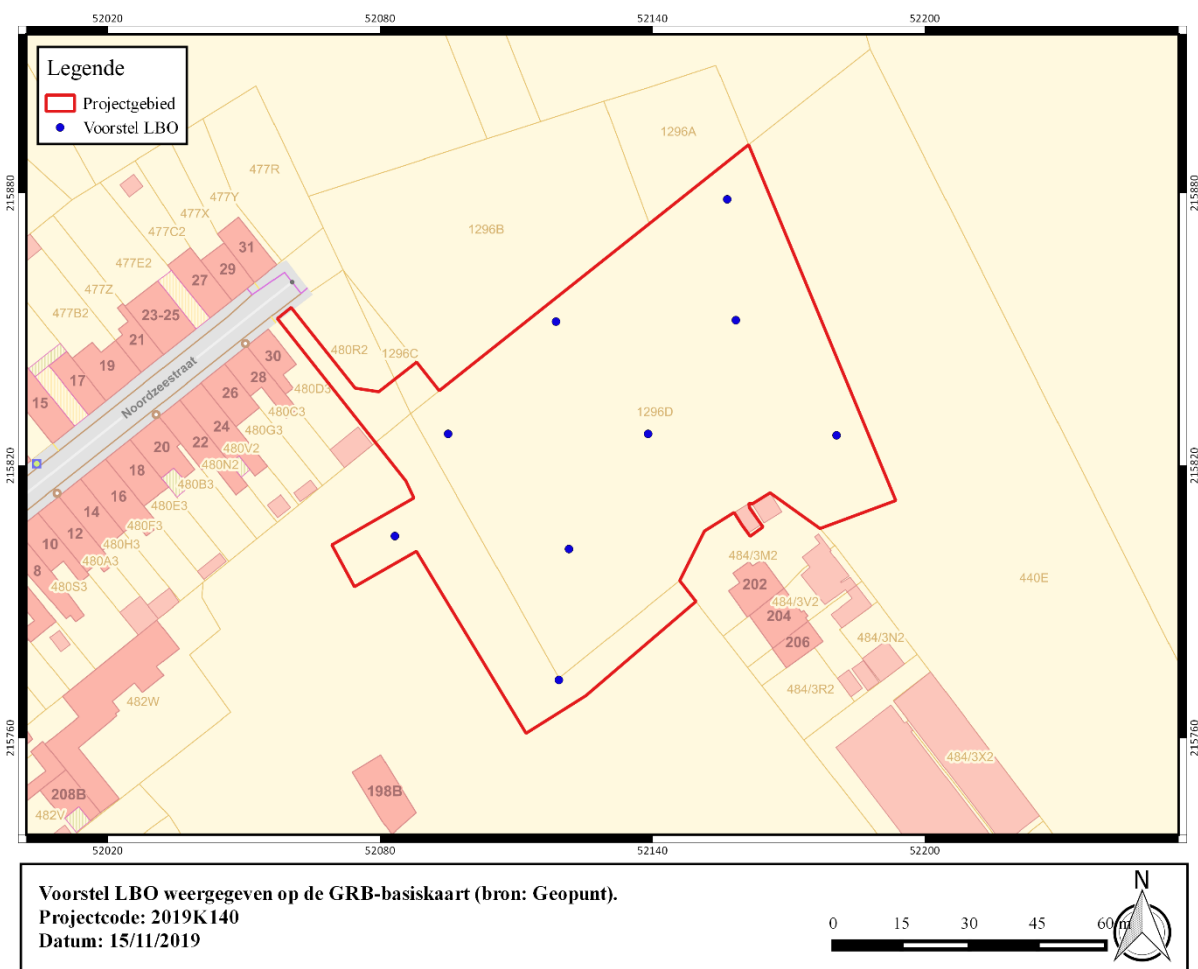 52020 52080 52140 52200
Legende
Projectgebied
Voorstel LBO
1296A
477R
215880 215880
477Y
477X
1296B
477C2
31
477E2
29
27
477Z
23-25
477B2
21
480R2
1296C
30
19
17
28
480D3
Noordzeestraat
26
15
480C3
1296D
24
480G3
22
480V2
20
480N2
215820 215820
18
480B3
16
480E3
14
480F3
12
480H3
10
480A3
484/3M2
8
480S3
202
440E
484/3V2
204
484/3N2
206
484/3R2
482W
215760 215760
484/3X2
208B
198B
482V
52020 52080 52140 52200
Voorstel LBO weergegeven op de GRB-basiskaart (bron: Geopunt).
Projectcode: 2019K140
Datum: 15/11/2019
N
0 15 30 45 60 m